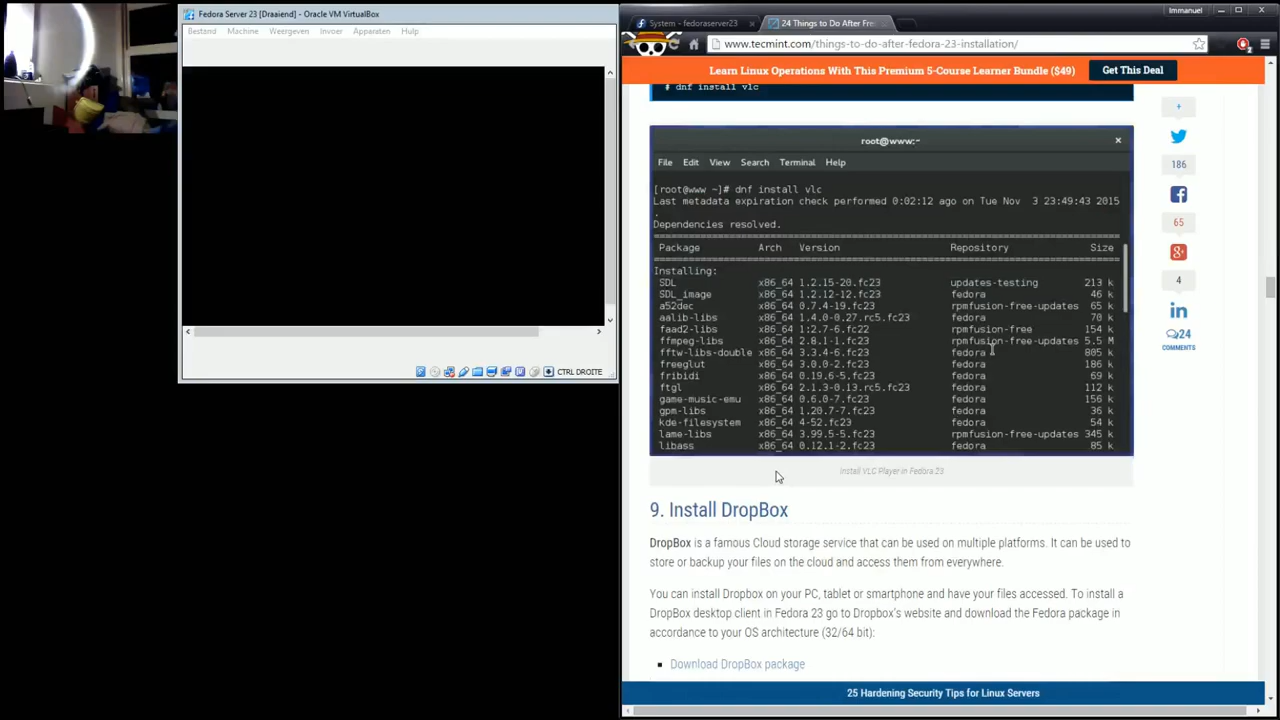 Fedora Server 23 [Draaiend] - Oracle VM VirtualBox
Bestand Machine Weergeven Invoer Apparaten Hulp
CTRL DROITE
System - fedoraserver23
24 Things to Do After Fre
Immanuel
www.tecmint.com/things-to-do-after-fedora-23-installation/
Learn Linux Operations With This Premium 5-Course Learner Bundle ($49) Get This Deal
# dnf install vlc
root@www:~
File Edit View Search Terminal Help
[root@www ~]# dnf install vlc
Last metadata expiration check performed 0:02:12 ago on Tue Nov  3 23:49:43 2015
.
Dependencies resolved.
Package Arch Version Repository Size
Installing:
SDL x86_64 1.2.15-20.fc23 updates-testing 213 k
SDL_image x86_64 1.2.12-12.fc23 fedora 46 k
a52dec x86_64 0.7.4-19.fc23 rpmfusion-free-updates 65 k
aalib-libs x86_64 1.4.0-0.27.rc5.fc23 fedora 70 k
faad2-libs x86_64 1:2.7-6.fc22 rpmfusion-free 154 k
ffmpeg-libs x86_64 2.8.1-1.fc23 rpmfusion-free-updates 5.5 M
fftw-libs-double x86_64 3.3.4-6.fc23 fedora 805 k
freeglut x86_64 3.0.0-2.fc23 fedora 186 k
fribidi x86_64 0.19.6-5.fc23 fedora 69 k
ftgl x86_64 2.1.3-0.13.rc5.fc23 fedora 112 k
game-music-emu x86_64 0.6.0-7.fc23 fedora 156 k
gpm-libs x86_64 1.20.7-7.fc23 fedora 36 k
kde-filesystem x86_64 4-52.fc23 fedora 54 k
lame-libs x86_64 3.99.5-5.fc23 rpmfusion-free-updates 345 k
libass x86_64 0.12.1-2.fc23 fedora 85 k
Install VLC Player in Fedora 23
9. Install DropBox
DropBox is a famous Cloud storage service that can be used on multiple platforms. It can be used to
store or backup your files on the cloud and access them from everywhere.
You can install Dropbox on your PC, tablet or smartphone and have your files accessed. To install a
DropBox desktop client in Fedora 23 go to Dropbox's website and download the Fedora package in
accordance to your OS architecture (32/64 bit):
Download DropBox package
25 Hardening Security Tips for Linux Servers
+
186
65
4
24
COMMENTS